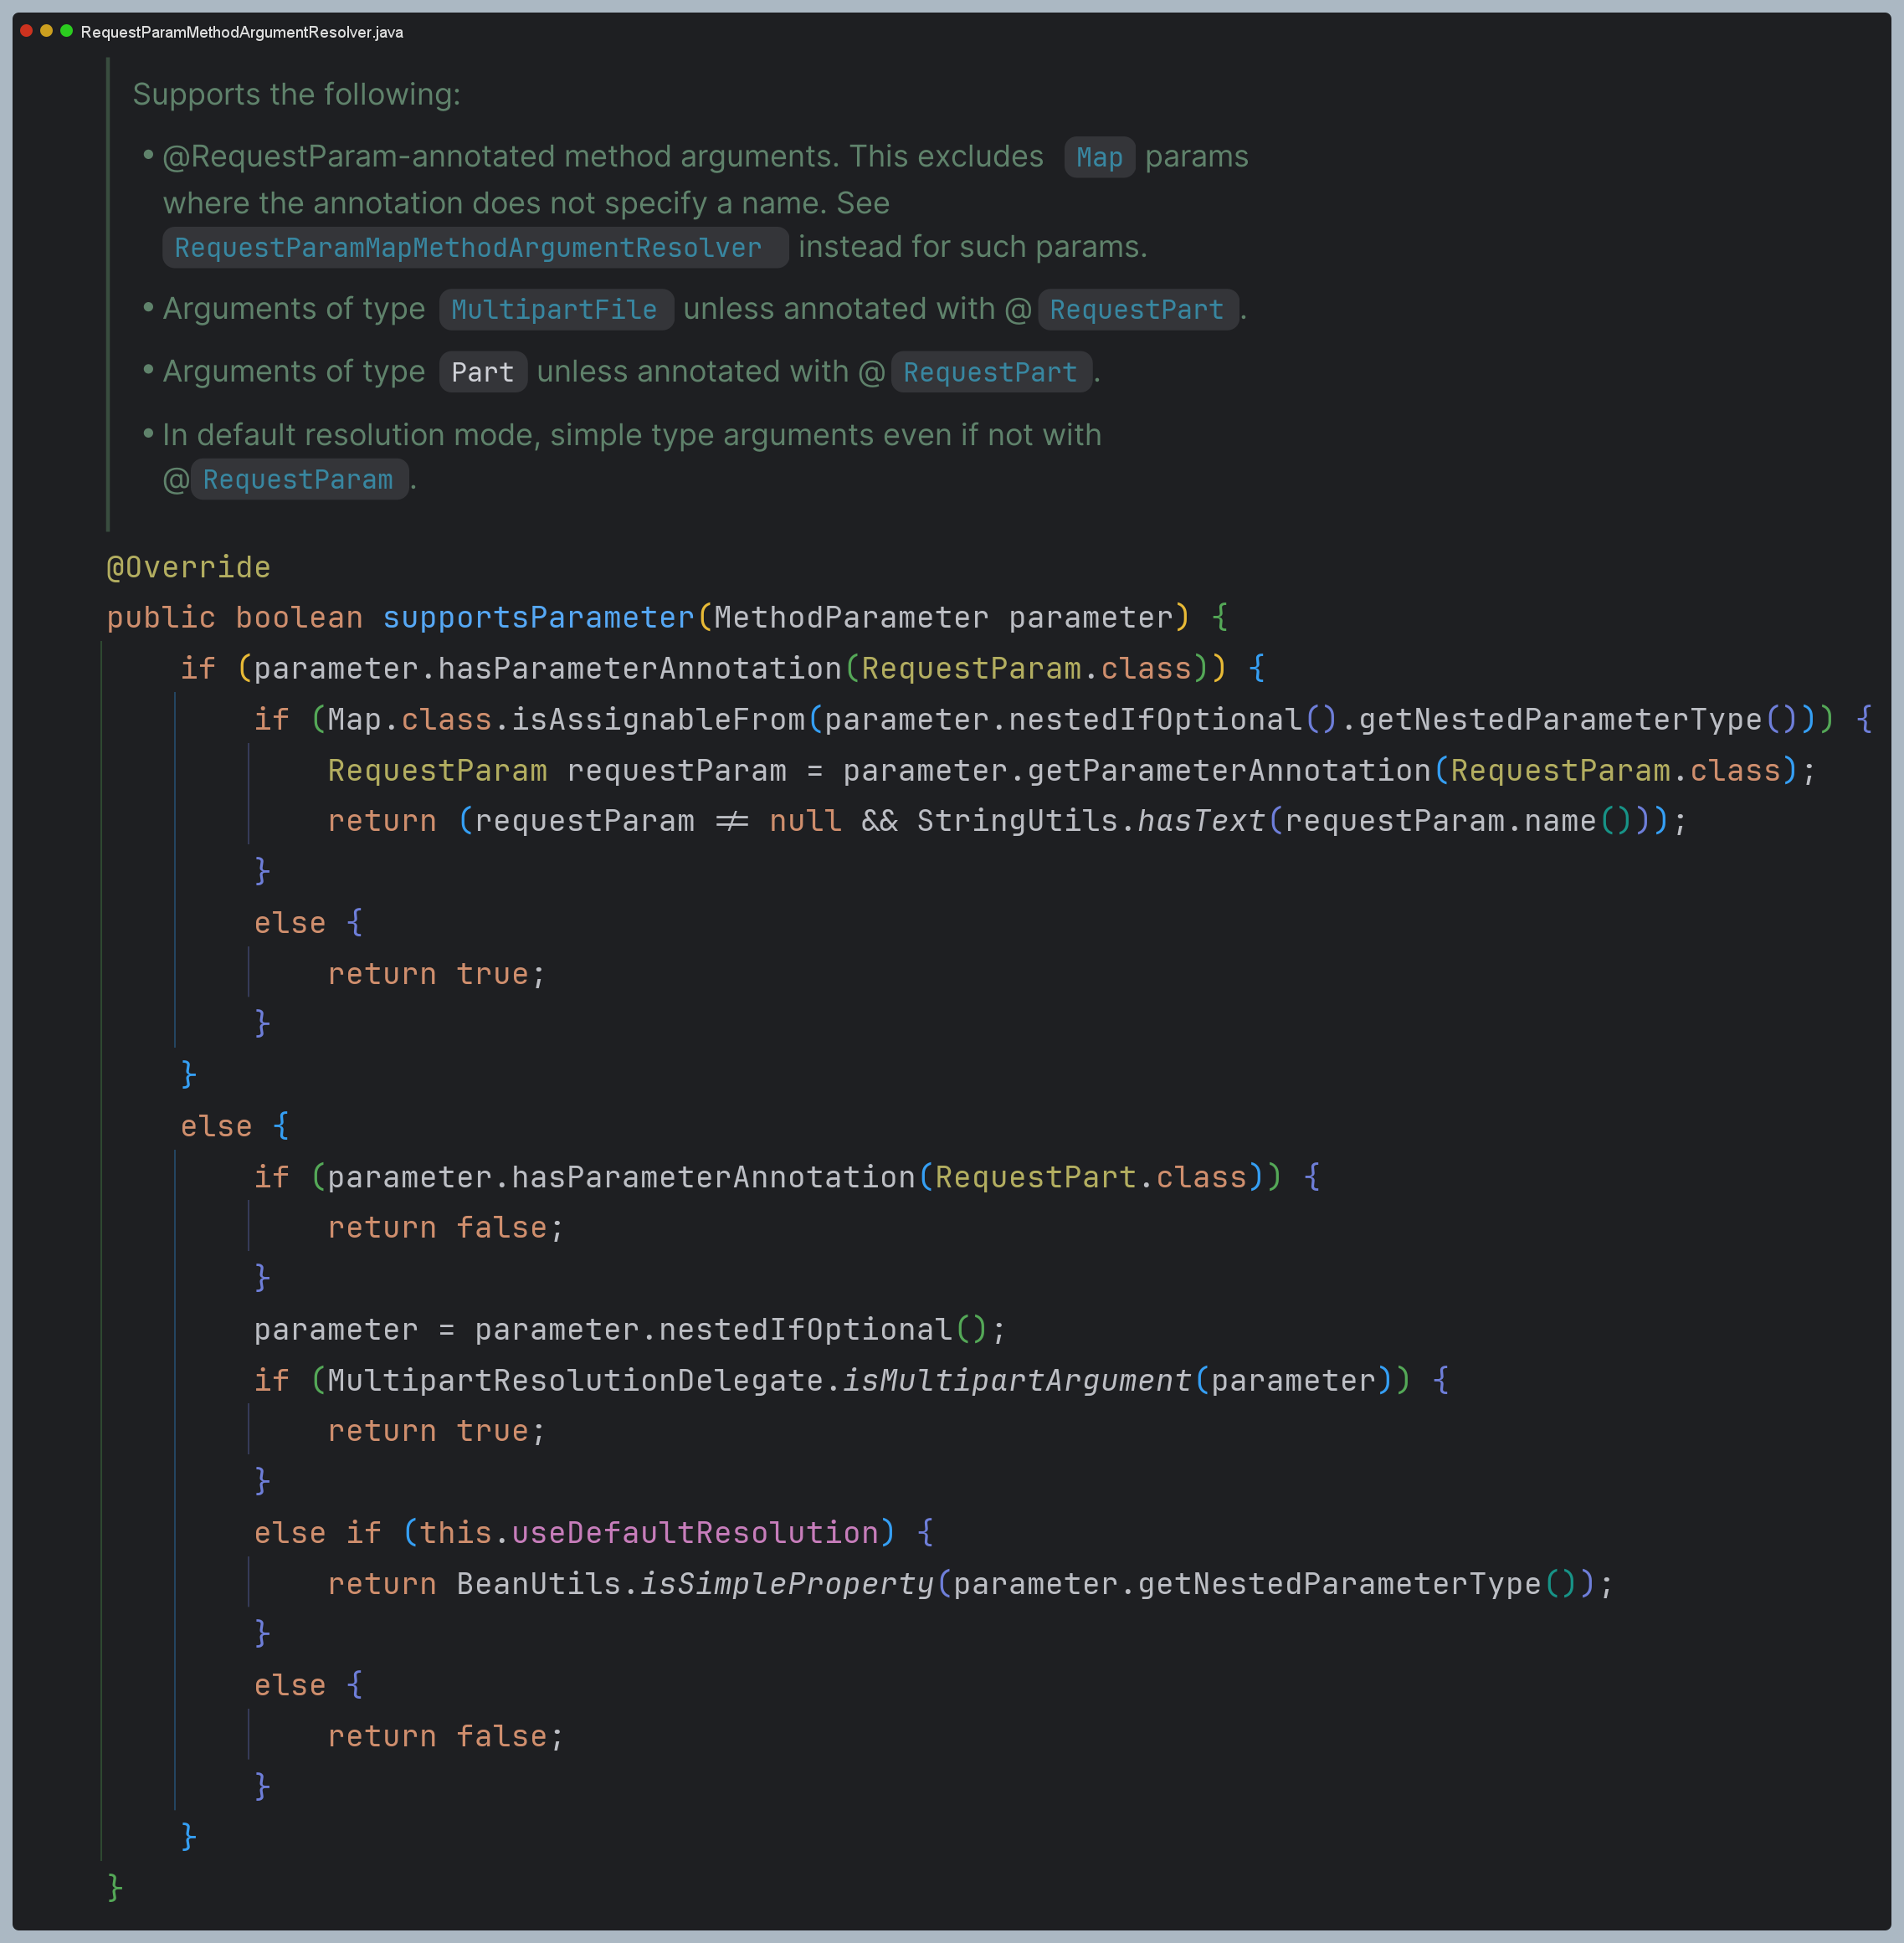 RequestParamMethodArgumentResolver.java
Supports the following:
• @RequestParam-annotated method arguments. This excludes Map params
where the annotation does not specify a name. See
RequestParamMapMethodArgumentResolver instead for such params.
• Arguments of type MultipartFile unless annotated with @RequestPart.
• Arguments of type Part unless annotated with @RequestPart.
• In default resolution mode, simple type arguments even if not with
@RequestParam.
@Override
public boolean supportsParameter(MethodParameter parameter) {
    if (parameter.hasParameterAnnotation(RequestParam.class)) {
        if (Map.class.isAssignableFrom(parameter.nestedIfOptional().getNestedParameterType())) {
            RequestParam requestParam = parameter.getParameterAnnotation(RequestParam.class);
            return (requestParam != null && StringUtils.hasText(requestParam.name()));
        }
        else {
            return true;
        }
    }
    else {
        if (parameter.hasParameterAnnotation(RequestPart.class)) {
            return false;
        }
        parameter = parameter.nestedIfOptional();
        if (MultipartResolutionDelegate.isMultipartArgument(parameter)) {
            return true;
        }
        else if (this.useDefaultResolution) {
            return BeanUtils.isSimpleProperty(parameter.getNestedParameterType());
        }
        else {
            return false;
        }
    }
}